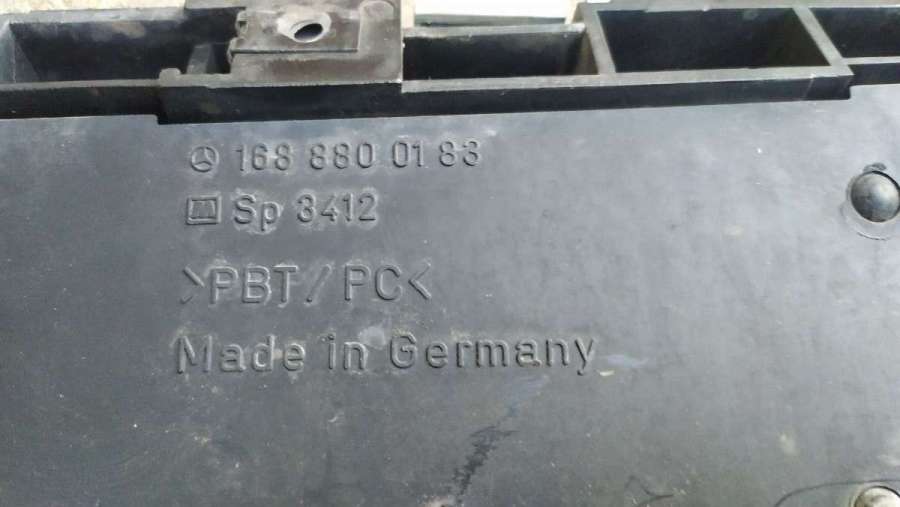 168 880 01 83
M Sp 3412
>PBT/PC<
Made in Germany